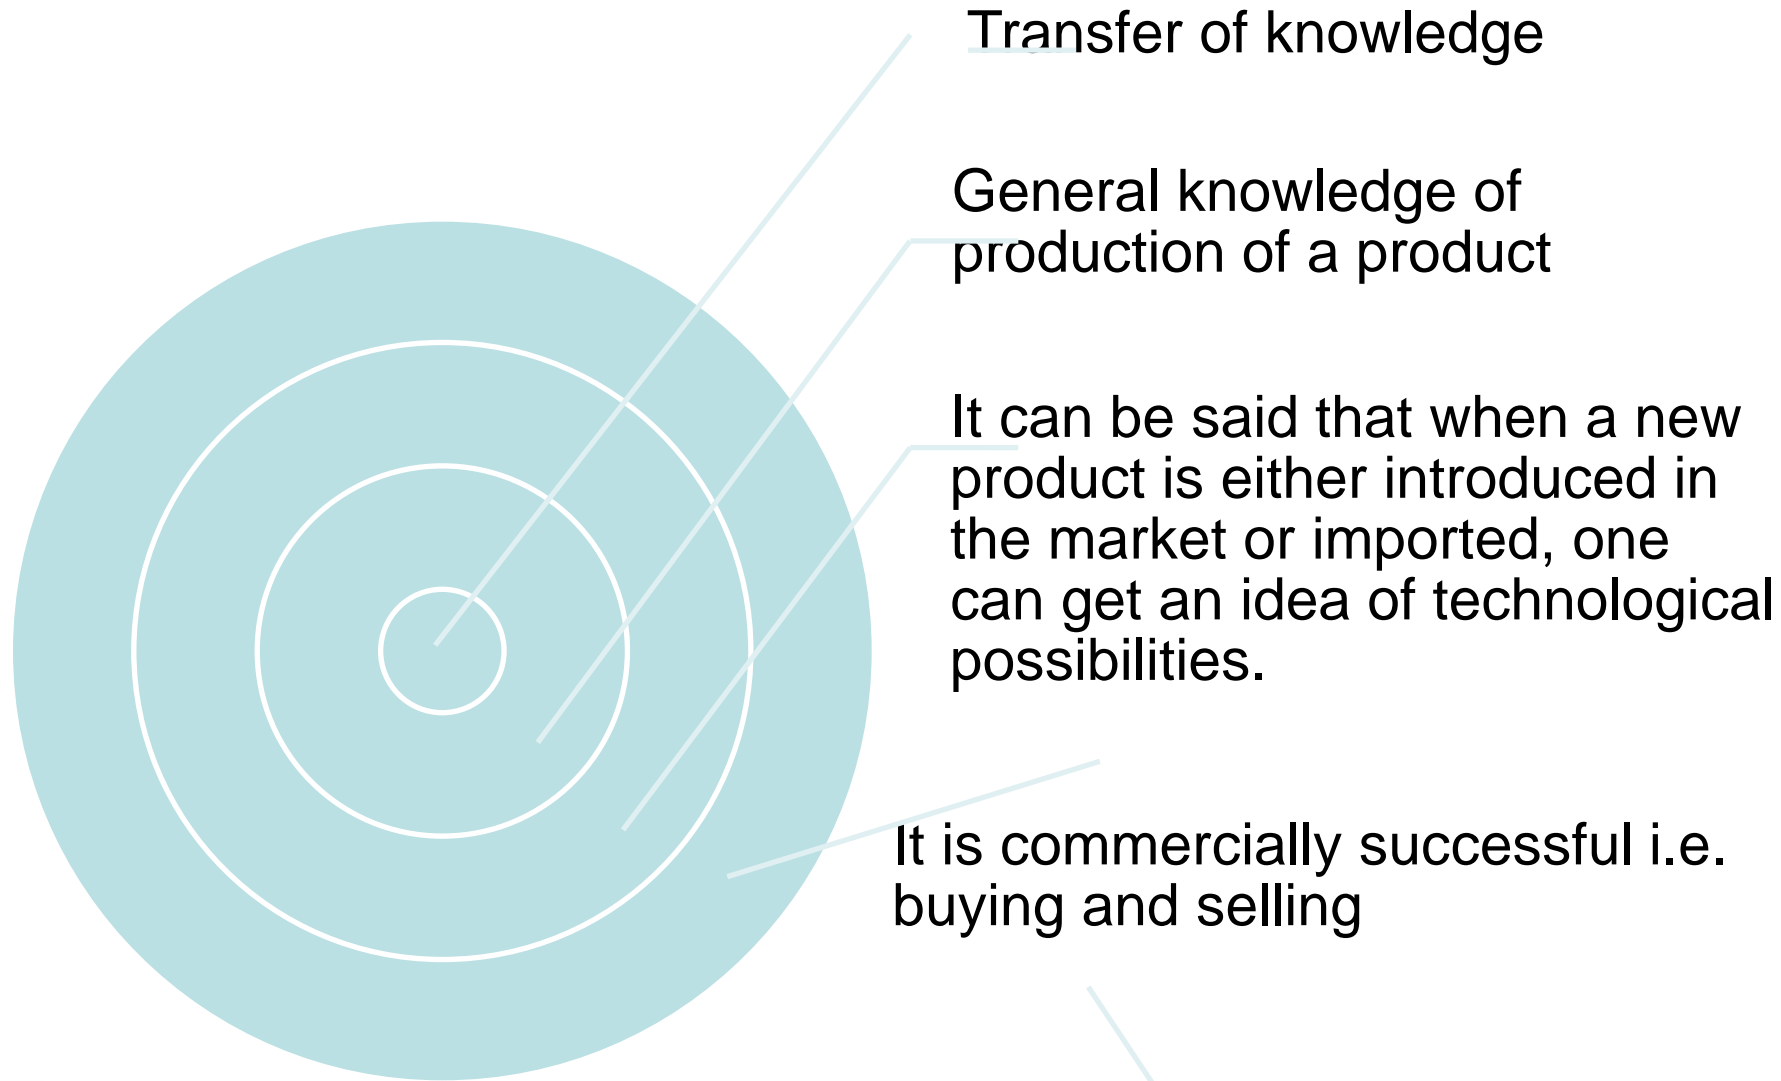 Transfer of knowledge
General knowledge of
production of a product
It can be said that when a new
product is either introduced in
the market or imported, one
can get an idea of technological
possibilities.
It is commercially successful i.e.
buying and selling